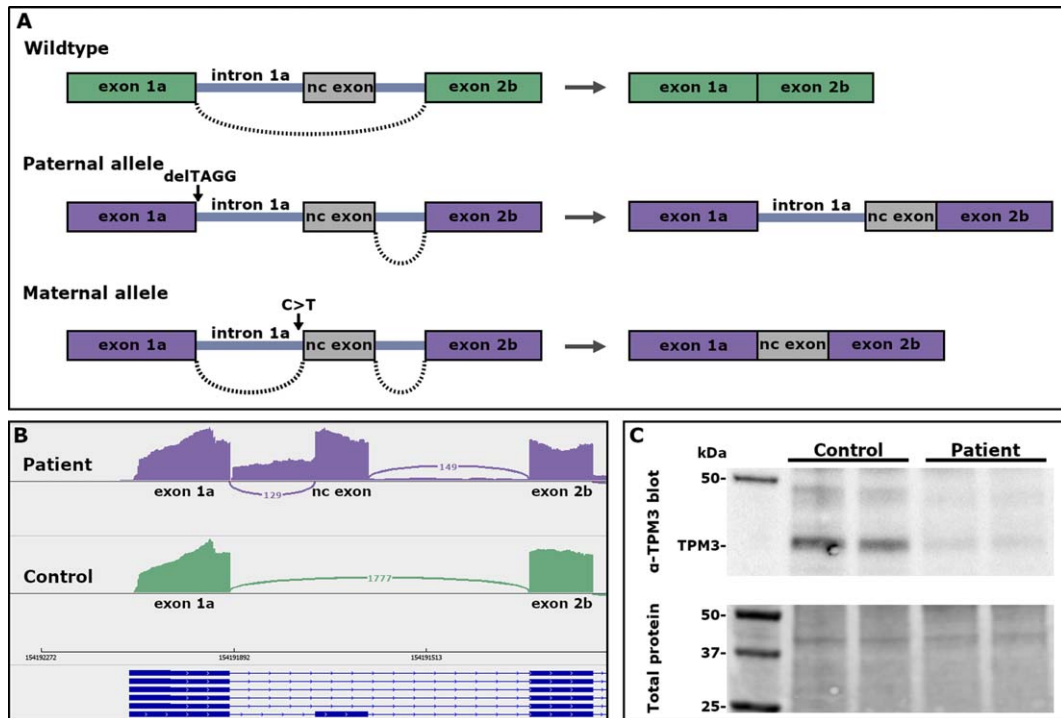 A
Wildtype
exon 1a intron 1a nc exon exon 2b exon 1a exon 2b
Paternal allele
delTAGG
exon 1a intron 1a nc exon exon 2b exon 1a intron 1a nc exon exon 2b
Maternal allele
C>T
exon 1a intron 1a nc exon exon 2b exon 1a nc exon exon 2b
B
Patient
129 149
exon 1a nc exon exon 2b
Control
1777
exon 1a exon 2b
154192272 154191892 154191513
C
kDa Control Patient
50-
α-TPM3 blot
TPM3-
Total protein
50-
37-
25-